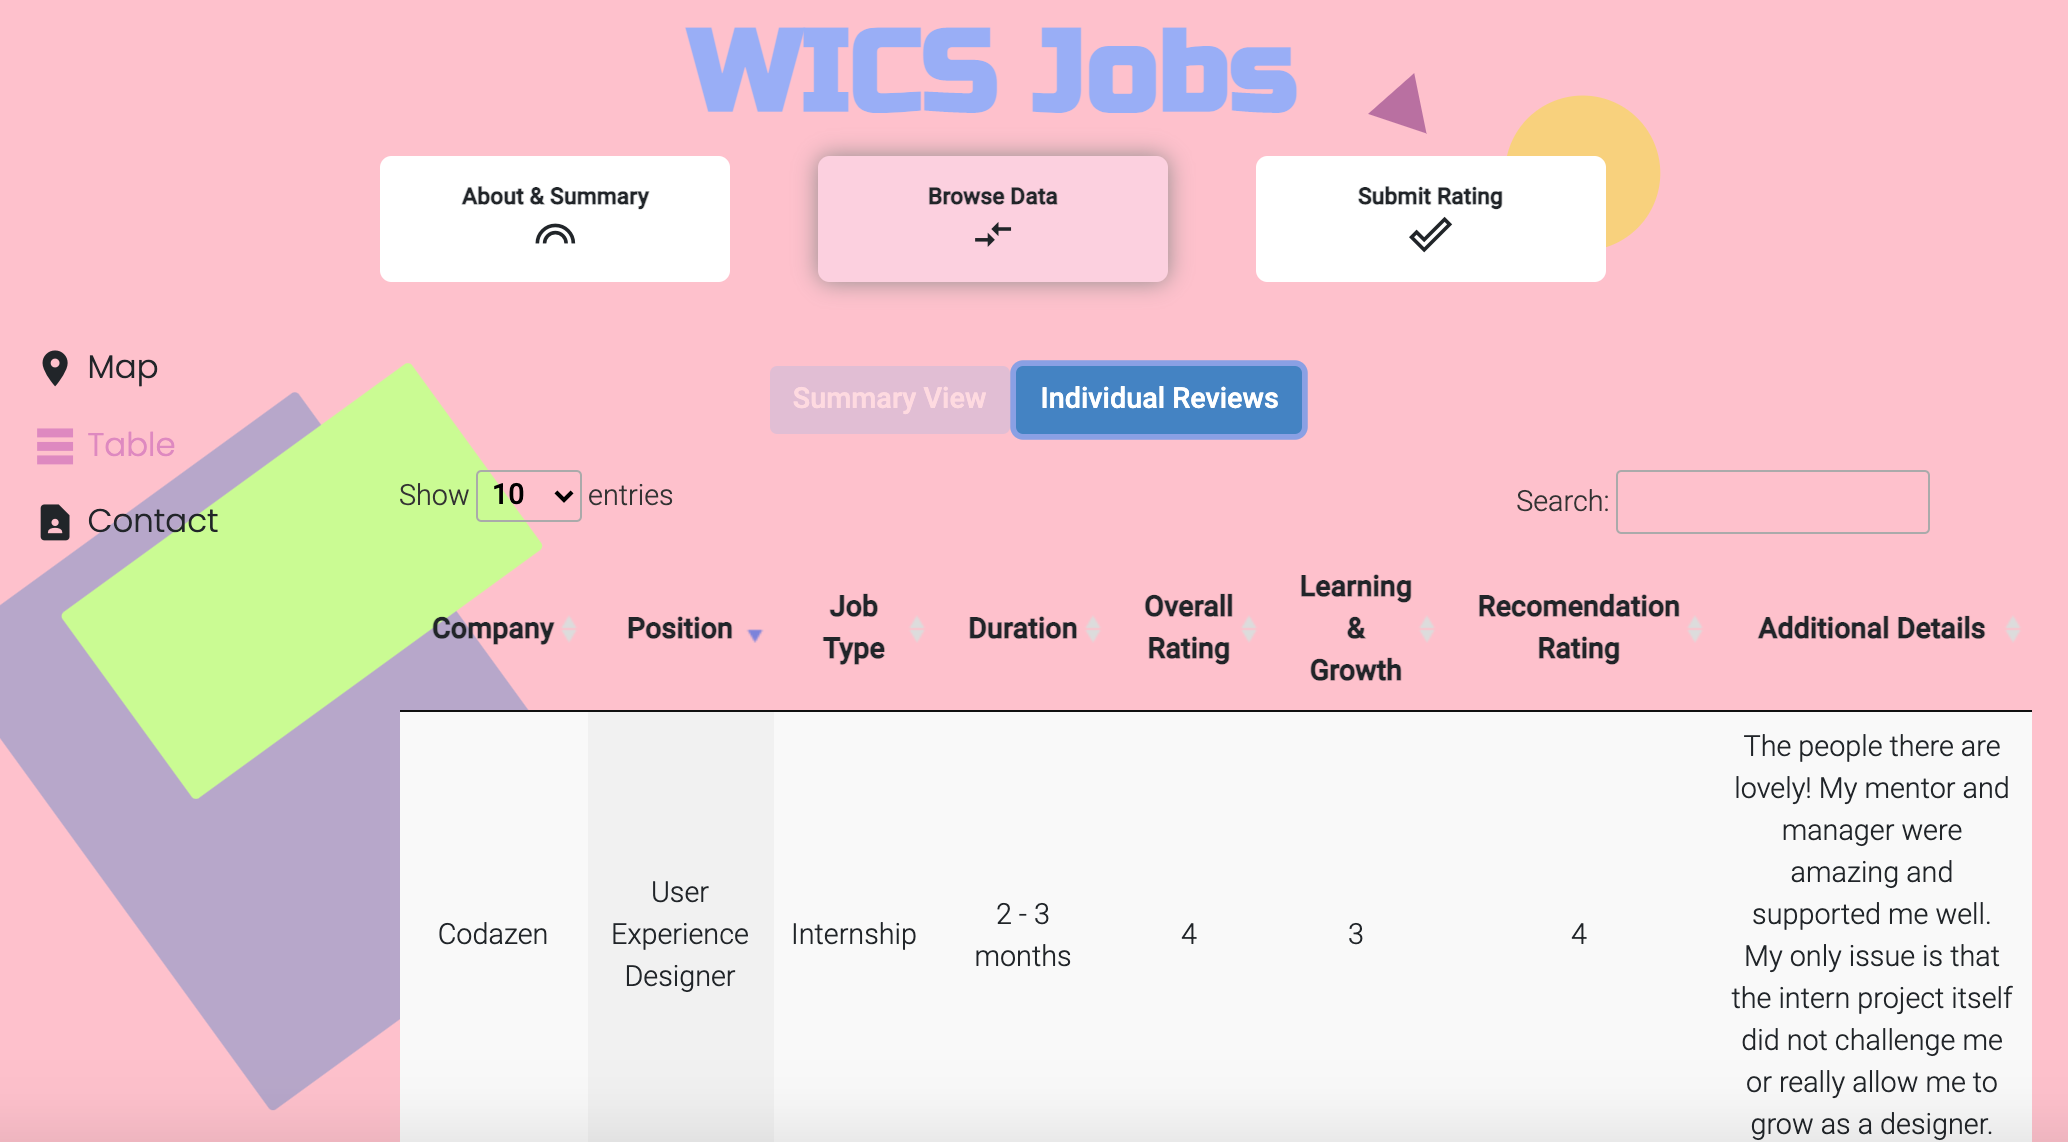 WICS Jobs
About & Summary
Browse Data
Submit Rating
Map
Table
Contact
Summary View
Individual Reviews
Show 10 entries
Search:
Company
Position
Job
Type
Duration
Overall
Rating
Learning
&
Growth
Recomendation
Rating
Additional Details
Codazen
User
Experience
Designer
Internship
2 - 3
months
4
3
4
The people there are
lovely! My mentor and
manager were
amazing and
supported me well.
My only issue is that
the intern project itself
did not challenge me
or really allow me to
grow as a designer.